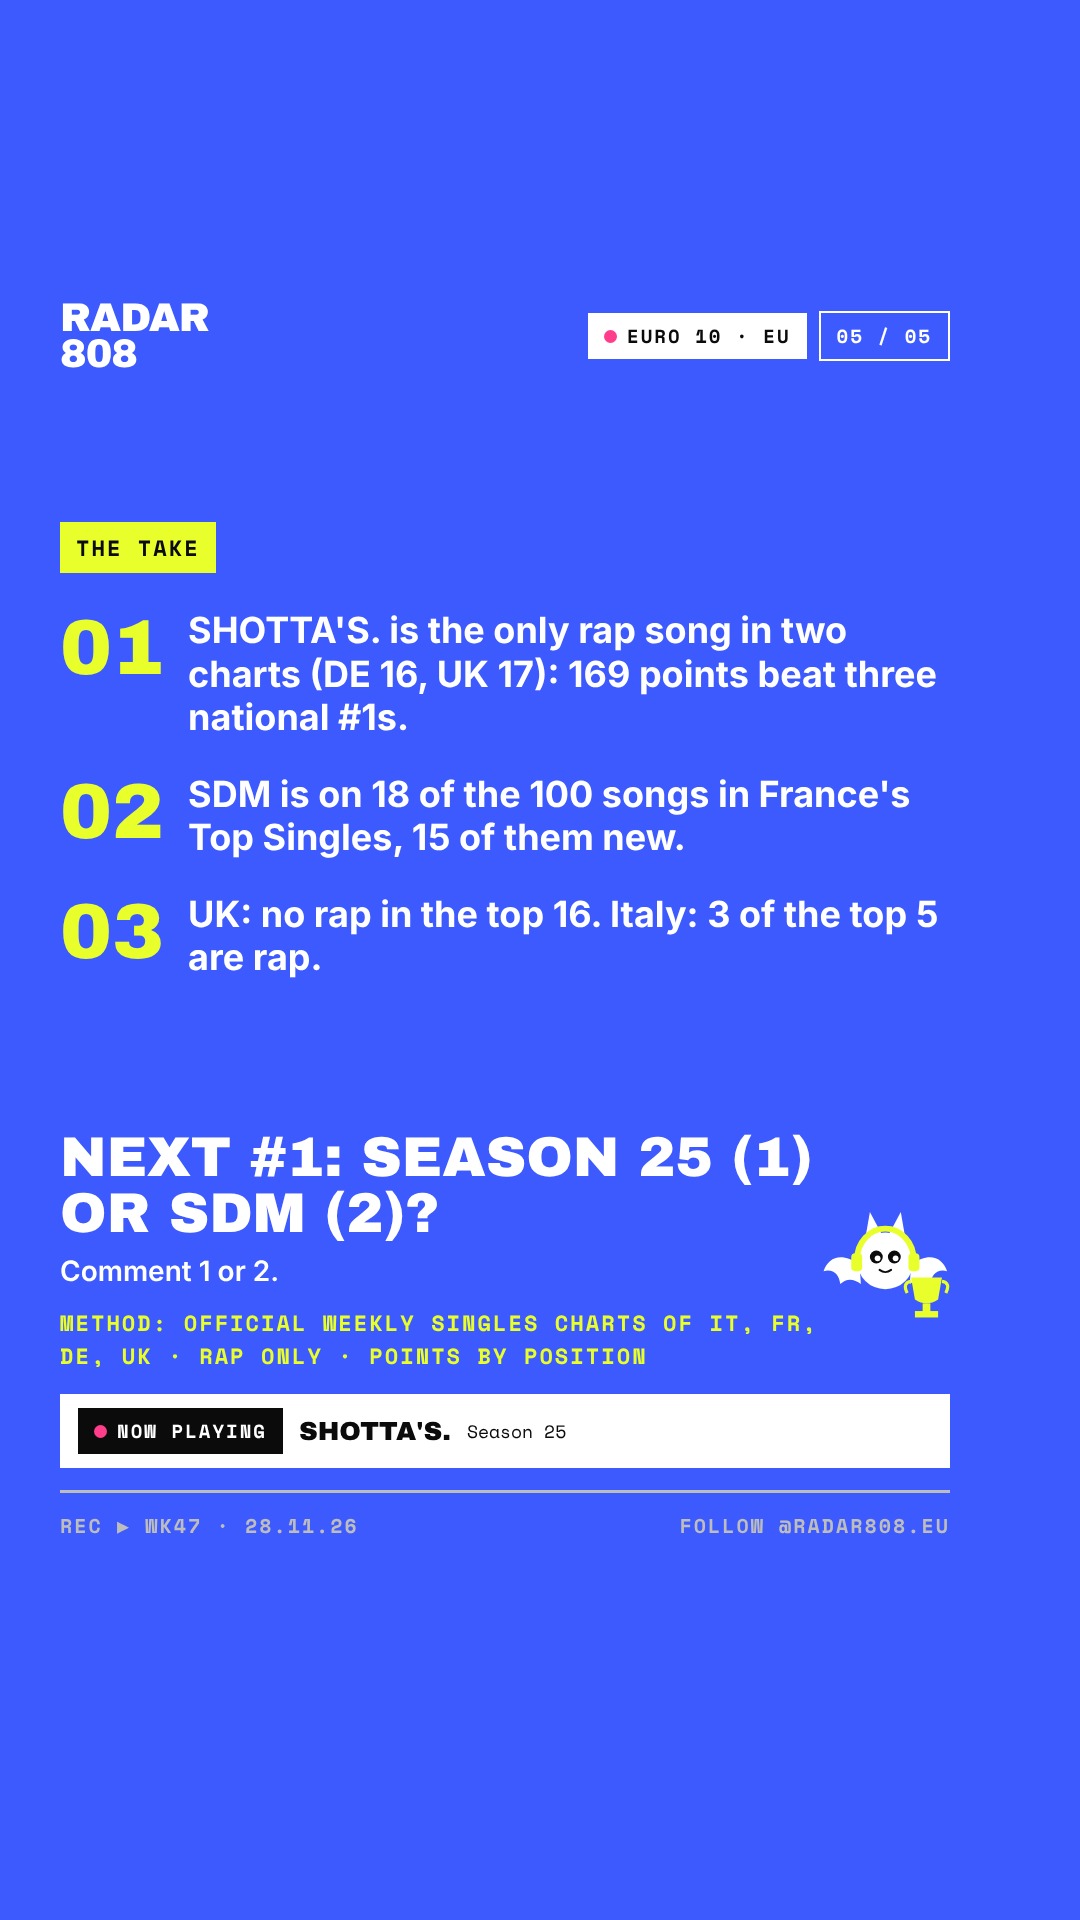 RADAR
808
EURO 10 · EU
05 / 05
THE TAKE
01
SHOTTA'S. is the only rap song in two
charts (DE 16, UK 17): 169 points beat three
national #1s.
02
SDM is on 18 of the 100 songs in France's
Top Singles, 15 of them new.
03
UK: no rap in the top 16. Italy: 3 of the top 5
are rap.
NEXT #1: SEASON 25 (1)
OR SDM (2)?
Comment 1 or 2.
METHOD: OFFICIAL WEEKLY SINGLES CHARTS OF IT, FR,
DE, UK · RAP ONLY · POINTS BY POSITION
NOW PLAYING SHOTTA'S. Season 25
REC ▶ WK47 · 28.11.26
FOLLOW @RADAR808.EU